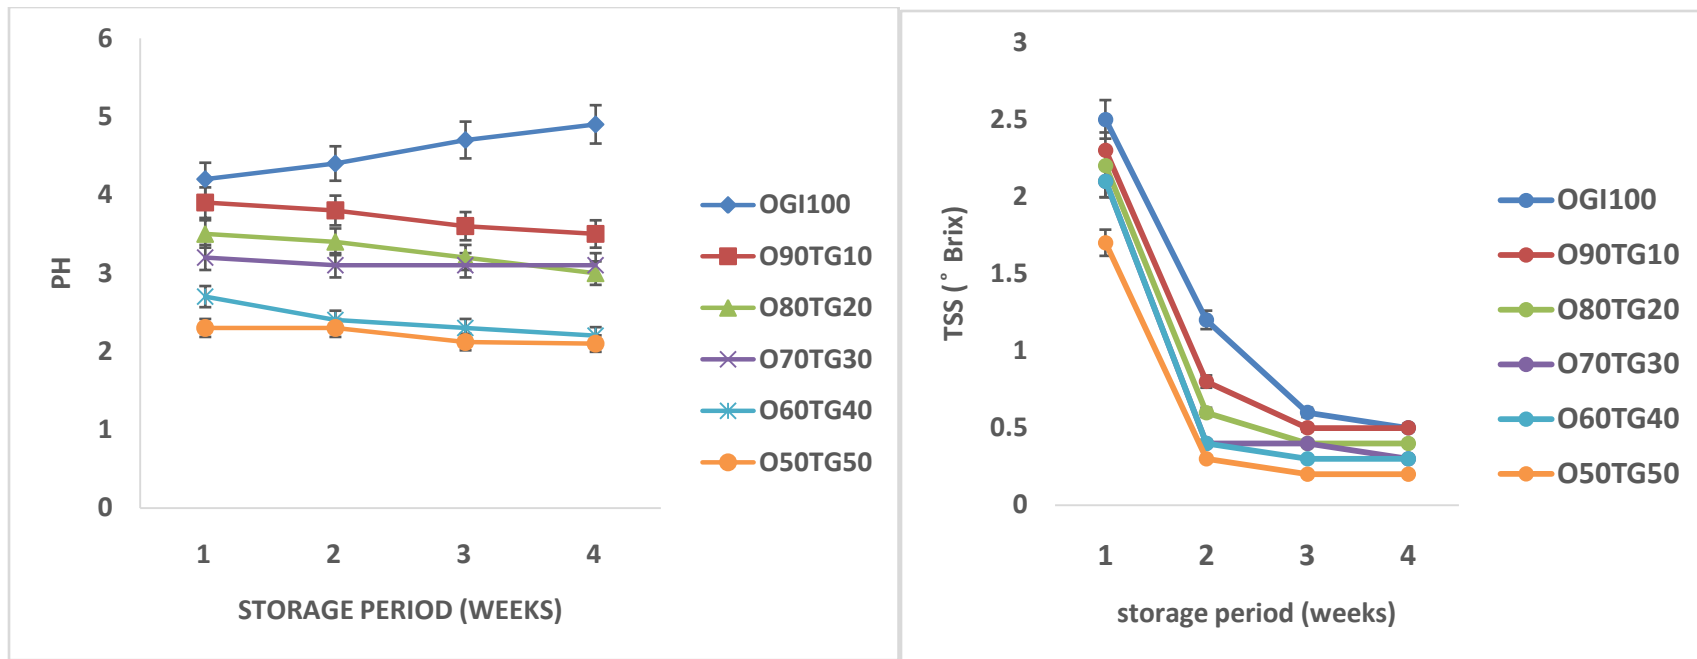 6
5
4
3
2
1
0
PH
1 2 3 4
STORAGE PERIOD (WEEKS)
OGI100
O90TG10
O80TG20
O70TG30
O60TG40
O50TG50
3
2.5
2
1.5
1
0.5
0
TSS (˚ Brix)
1 2 3 4
storage period (weeks)
OGI100
O90TG10
O80TG20
O70TG30
O60TG40
O50TG50